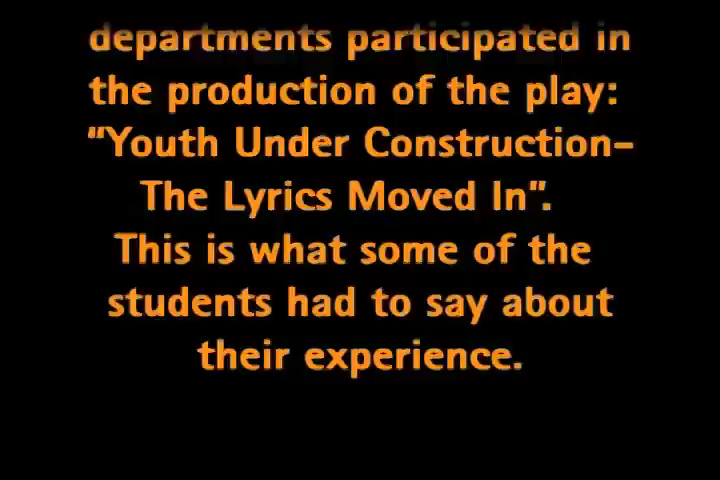 departments participated in
the production of the play:
"Youth Under Construction-
The Lyrics Moved In".
This is what some of the
students had to say about
their experience.